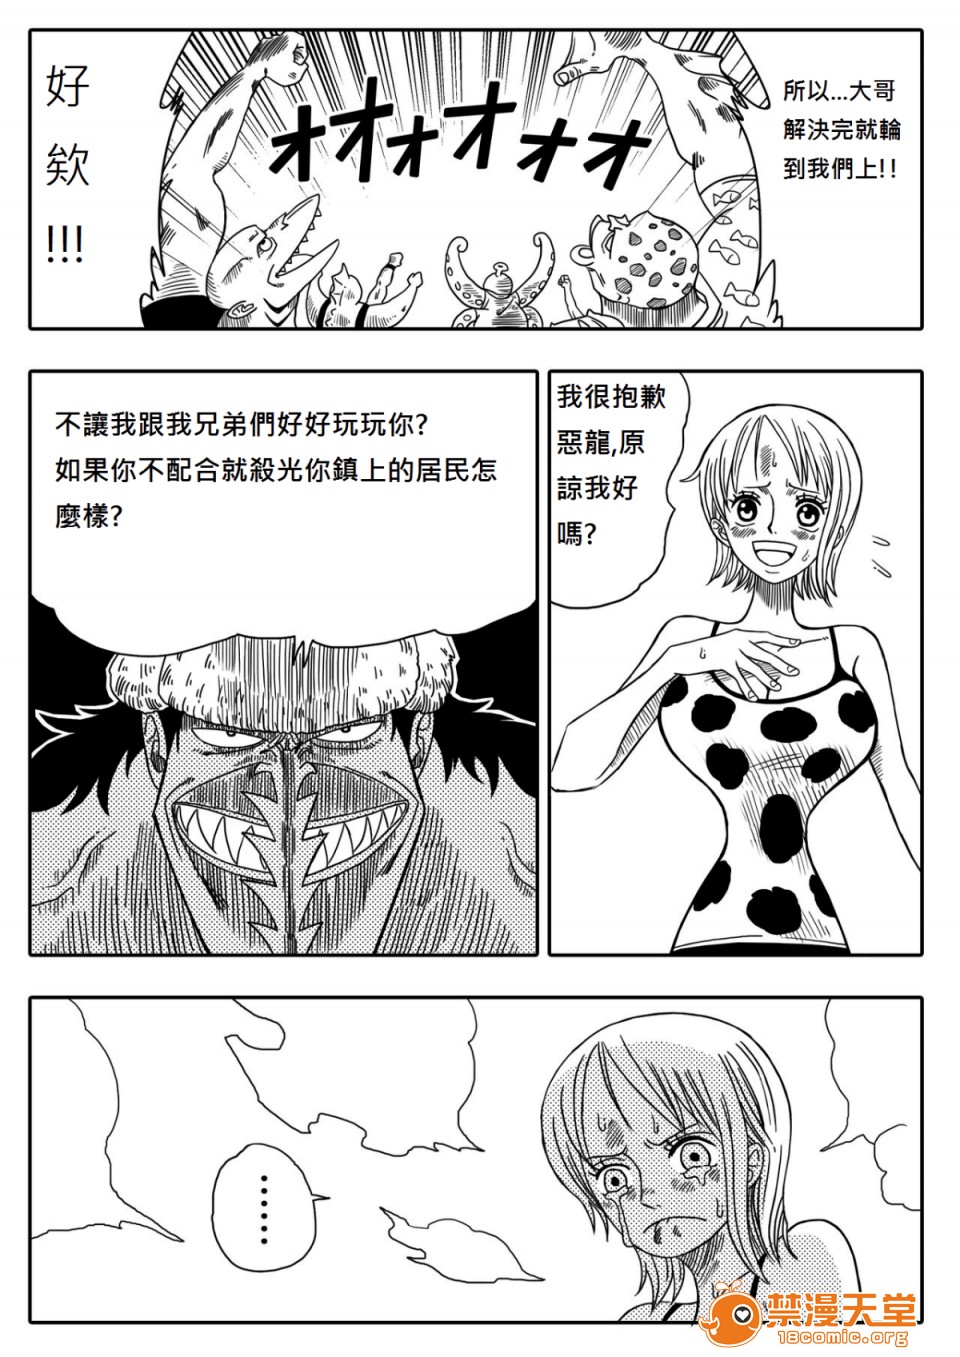 所以...大哥
解決完就輪
到我們上!!
オオォオォオ
好
欸
!!!
我很抱歉
惡龍,原
諒我好
嗎?
不讓我跟我兄弟們好好玩玩你?
如果你不配合就殺光你鎮上的居民怎
麼樣?
……
禁漫天堂
18comic.org